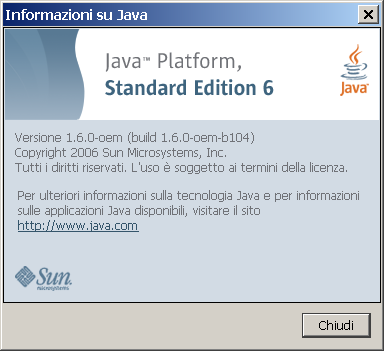 Informazioni su Java
Java™ Platform,
Standard Edition 6
Java™
Versione 1.6.0-oem (build 1.6.0-oem-b104)
Copyright 2006 Sun Microsystems, Inc.
Tutti i diritti riservati. L'uso è soggetto ai termini della licenza.
Per ulteriori informazioni sulla tecnologia Java e per informazioni
sulle applicazioni Java disponibili, visitare il sito
http://www.java.com
Sun
microsystems
Chiudi